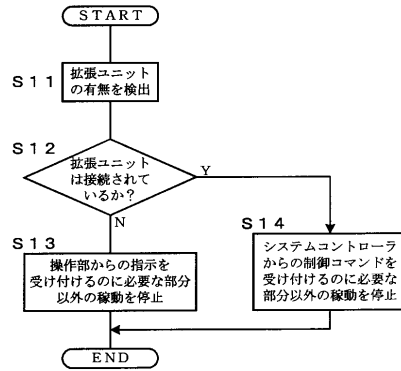 START
S11
拡張ユニット
の有無を検出
S12
拡張ユニット
は接続されて
いるか？
Y
N
S13
操作部からの指示を
受け付けるのに必要な部分
以外の稼動を停止
S14
システムコントローラ
からの制御コマンドを
受け付けるのに必要な
部分以外の稼動を停止
END